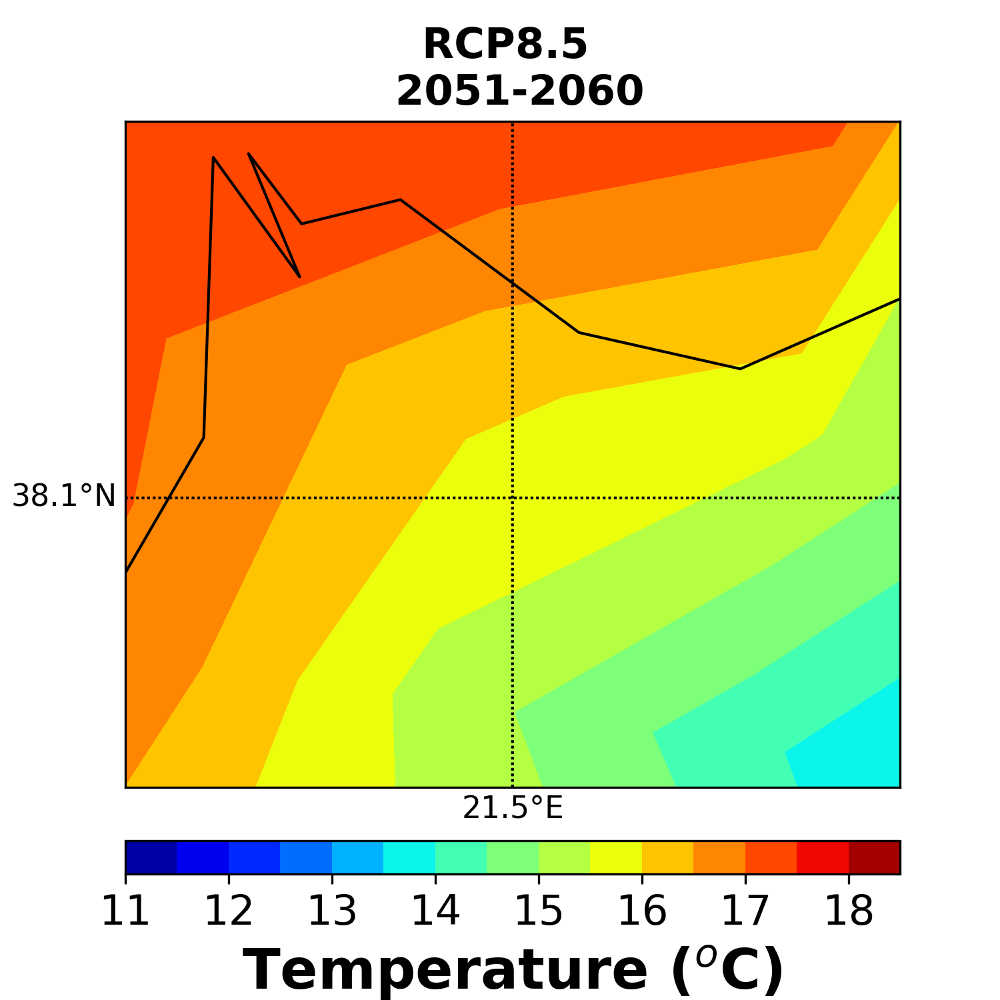 RCP8.5
2051-2060
38.1°N
21.5°E
11 12 13 14 15 16 17 18
Temperature (°C)